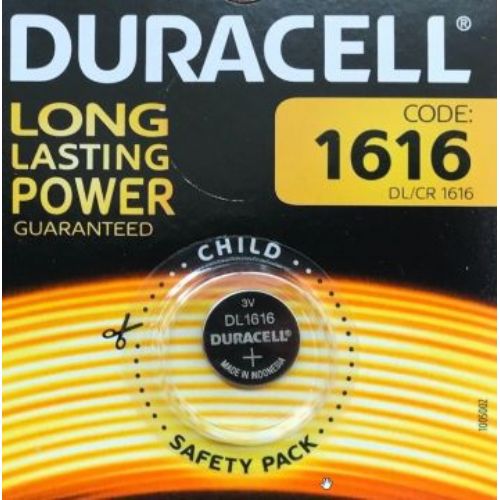 DURACELL®
LONG
LASTING
POWER
GUARANTEED
CODE:
1616
DL/CR 1616
CHILD
3V
DL1616
DURACELL®
+
MADE IN INDONESIA
SAFETY PACK
1005002